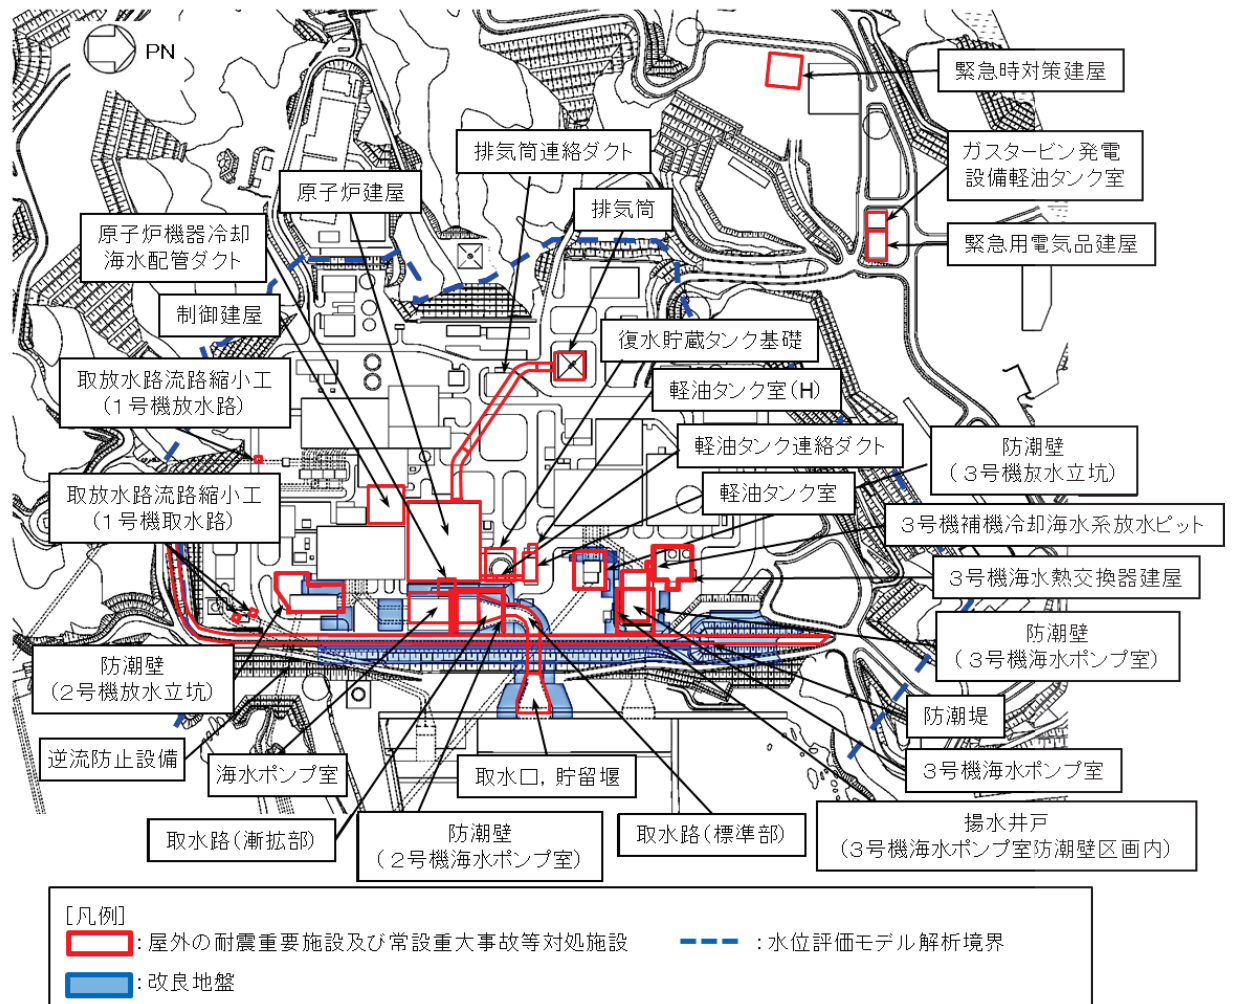 PN
緊急時対策建屋
排気筒連絡ダクト
ガスタービン発電
設備軽油タンク室
原子炉建屋
排気筒
原子炉機器冷却
海水配管ダクト
緊急用電気品建屋
制御建屋
復水貯蔵タンク基礎
取放水路流路縮小工
(1号機放水路)
軽油タンク室(H)
軽油タンク連絡ダクト
防潮壁
(3号機放水立坑)
取放水路流路縮小工
(1号機取水路)
軽油タンク室
3号機補機冷却海水系放水ピット
3号機海水熱交換器建屋
防潮壁
(3号機海水ポンプ室)
防潮壁
(2号機放水立坑)
防潮堤
逆流防止設備
海水ポンプ室
取水口,貯留堰
3号機海水ポンプ室
取水路(漸拡部)
防潮壁
(2号機海水ポンプ室)
取水路(標準部)
揚水井戸
(3号機海水ポンプ室防潮壁区画内)
[凡例]
:屋外の耐震重要施設及び常設重大事故等対処施設
:水位評価モデル解析境界
:改良地盤